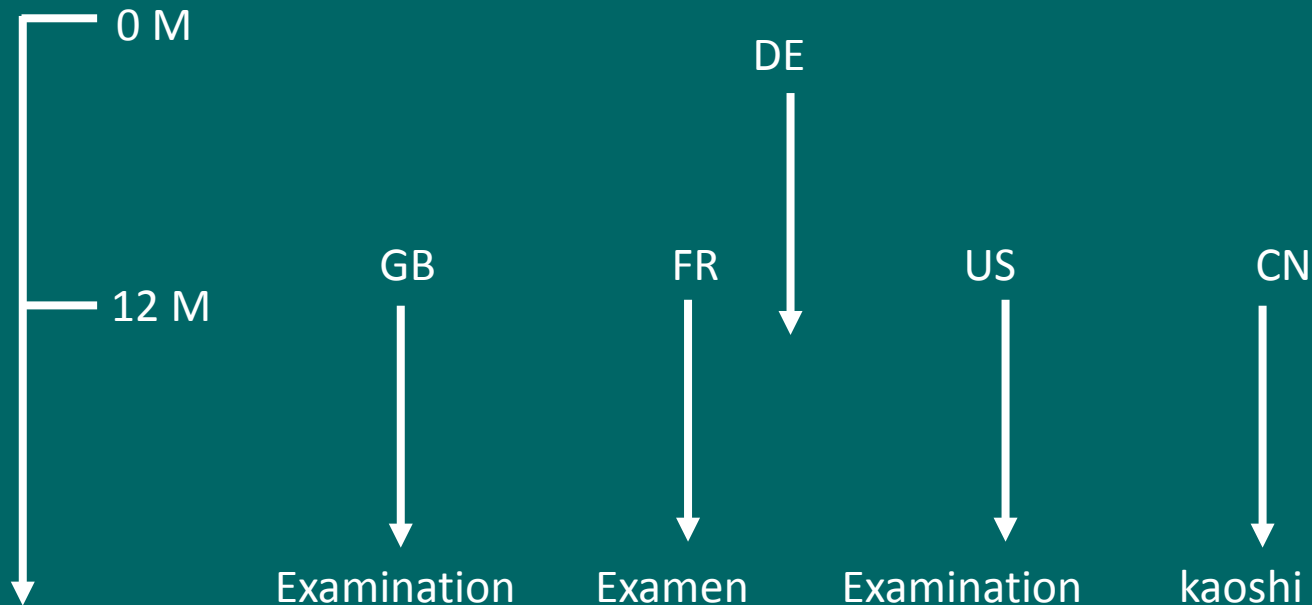 0 M
DE
GB
FR
US
CN
12 M
Examination
Examen
Examination
kaoshi